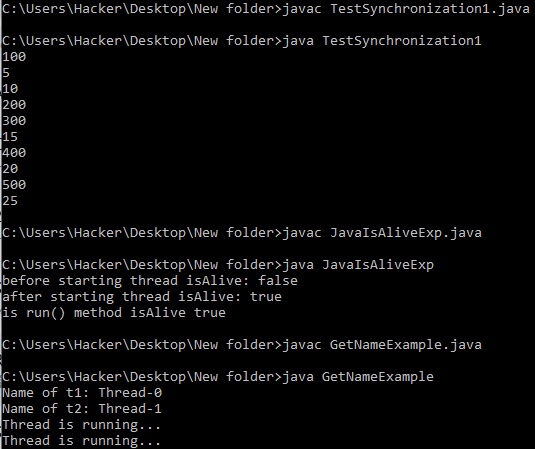 C:\Users\Hacker\Desktop\New folder>javac TestSynchronization1.java
C:\Users\Hacker\Desktop\New folder>java TestSynchronization1
100
5
10
200
300
15
400
20
500
25
C:\Users\Hacker\Desktop\New folder>javac JavaIsAliveExp.java
C:\Users\Hacker\Desktop\New folder>java JavaIsAliveExp
before starting thread isAlive: false
after starting thread isAlive: true
is run() method isAlive true
C:\Users\Hacker\Desktop\New folder>javac GetNameExample.java
C:\Users\Hacker\Desktop\New folder>java GetNameExample
Name of t1: Thread-0
Name of t2: Thread-1
Thread is running...
Thread is running...